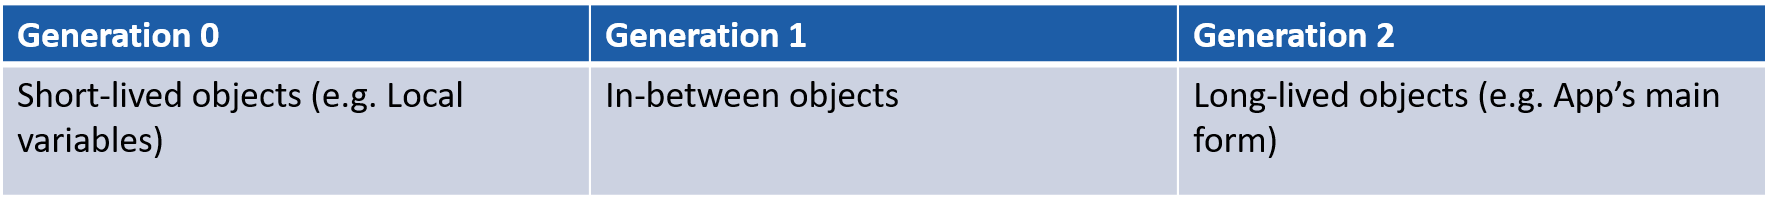 Generation 0
Generation 1
Generation 2
Short-lived objects (e.g. Local
variables)
In-between objects
Long-lived objects (e.g. App’s main
form)